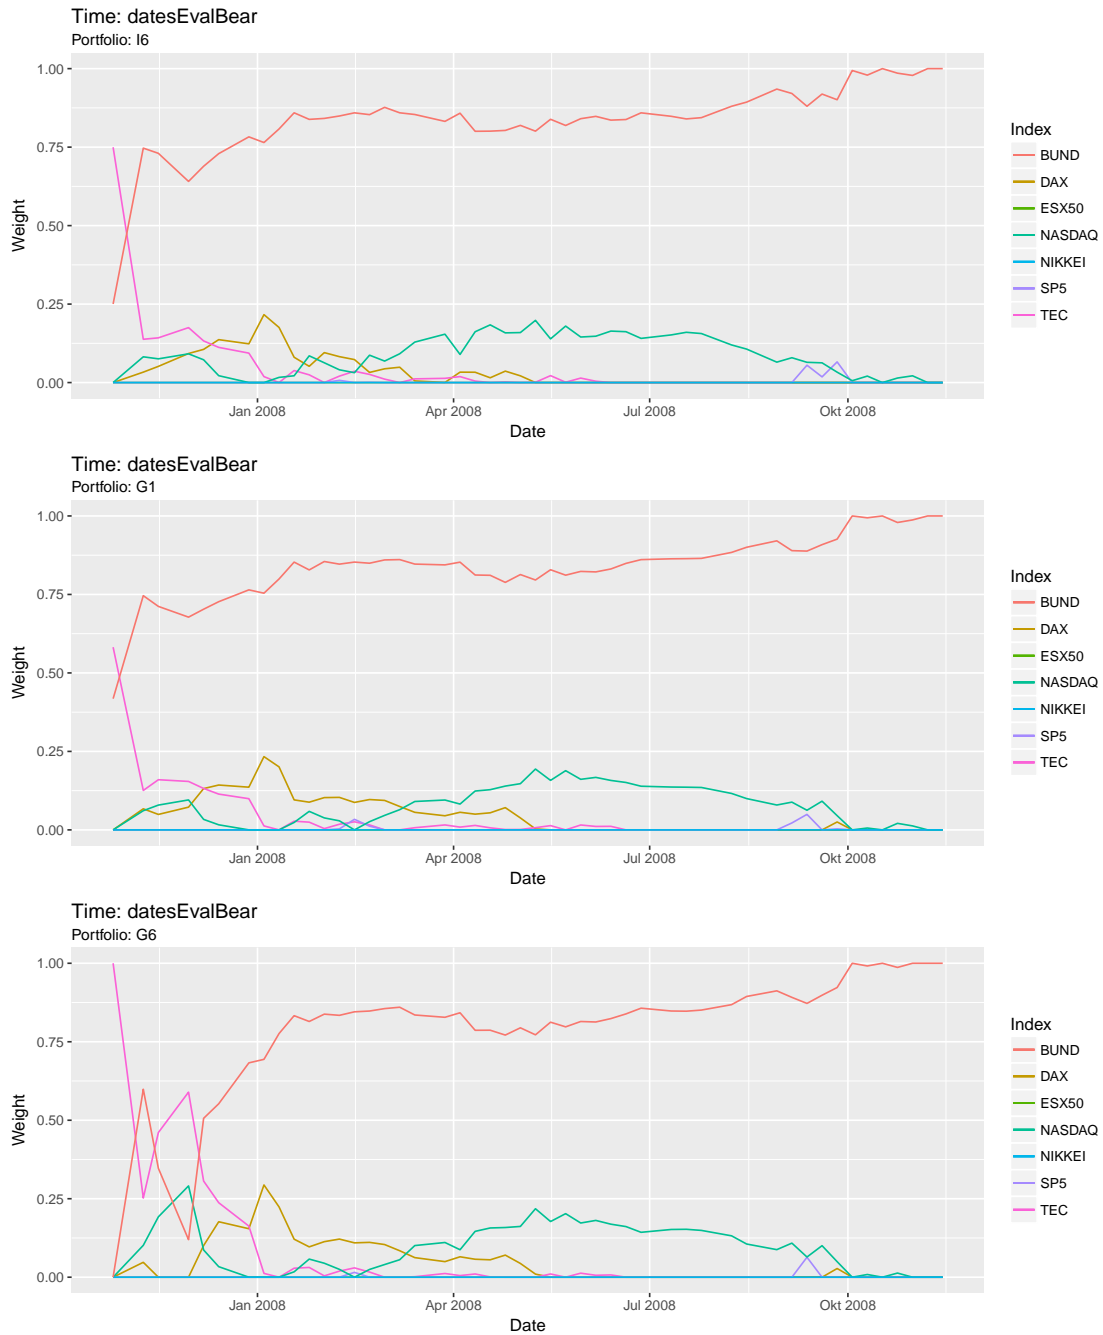 Time: datesEvalBear
Portfolio: I6
1.00
0.75
0.50
0.25
0.00
Weight
Jan 2008 Apr 2008 Jul 2008 Okt 2008
Date
Index
BUND
DAX
ESX50
NASDAQ
NIKKEI
SP5
TEC
Time: datesEvalBear
Portfolio: G1
1.00
0.75
0.50
0.25
0.00
Weight
Jan 2008 Apr 2008 Jul 2008 Okt 2008
Date
Index
BUND
DAX
ESX50
NASDAQ
NIKKEI
SP5
TEC
Time: datesEvalBear
Portfolio: G6
1.00
0.75
0.50
0.25
0.00
Weight
Jan 2008 Apr 2008 Jul 2008 Okt 2008
Date
Index
BUND
DAX
ESX50
NASDAQ
NIKKEI
SP5
TEC